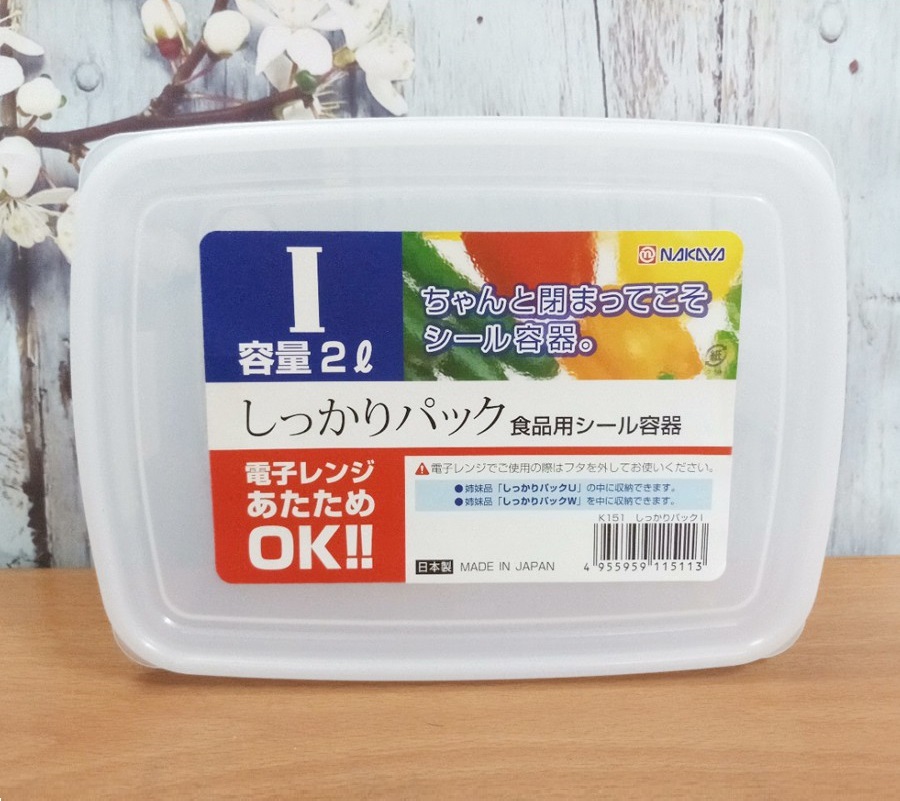 I
容量2ℓ
NAKAYA
ちゃんと閉まってこそ
シール容器。
紙
しっかりパック 食品用シール容器
電子レンジ
あたため
OK!!
電子レンジでご使用の際はフタを外してお使いください。
●姉妹品「しっかりパックU」の中に収納できます。
●姉妹品「しっかりパックW」を中に収納できます。
K151 しっかりパックI
日本製 MADE IN JAPAN
4 955959 115113